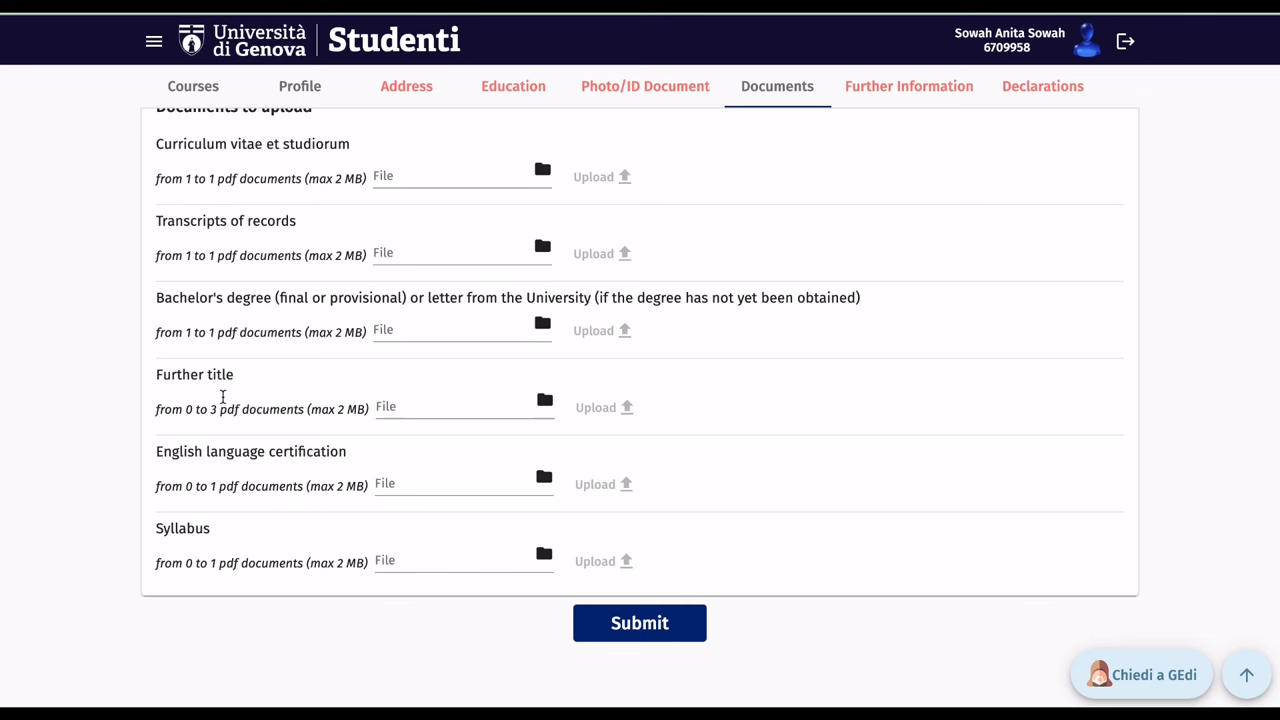 Università
di Genova
Studenti
Sowah Anita Sowah
6709958
Courses
Profile
Address
Education
Photo/ID Document
Documents
Further Information
Declarations
Documents to upload
Curriculum vitae et studiorum
from 1 to 1 pdf documents (max 2 MB) File Upload
Transcripts of records
from 1 to 1 pdf documents (max 2 MB) File Upload
Bachelor's degree (final or provisional) or letter from the University (if the degree has not yet been obtained)
from 1 to 1 pdf documents (max 2 MB) File Upload
Further title
from 0 to 3 pdf documents (max 2 MB) File Upload
English language certification
from 0 to 1 pdf documents (max 2 MB) File Upload
Syllabus
from 0 to 1 pdf documents (max 2 MB) File Upload
Submit
Chiedi a GEdi